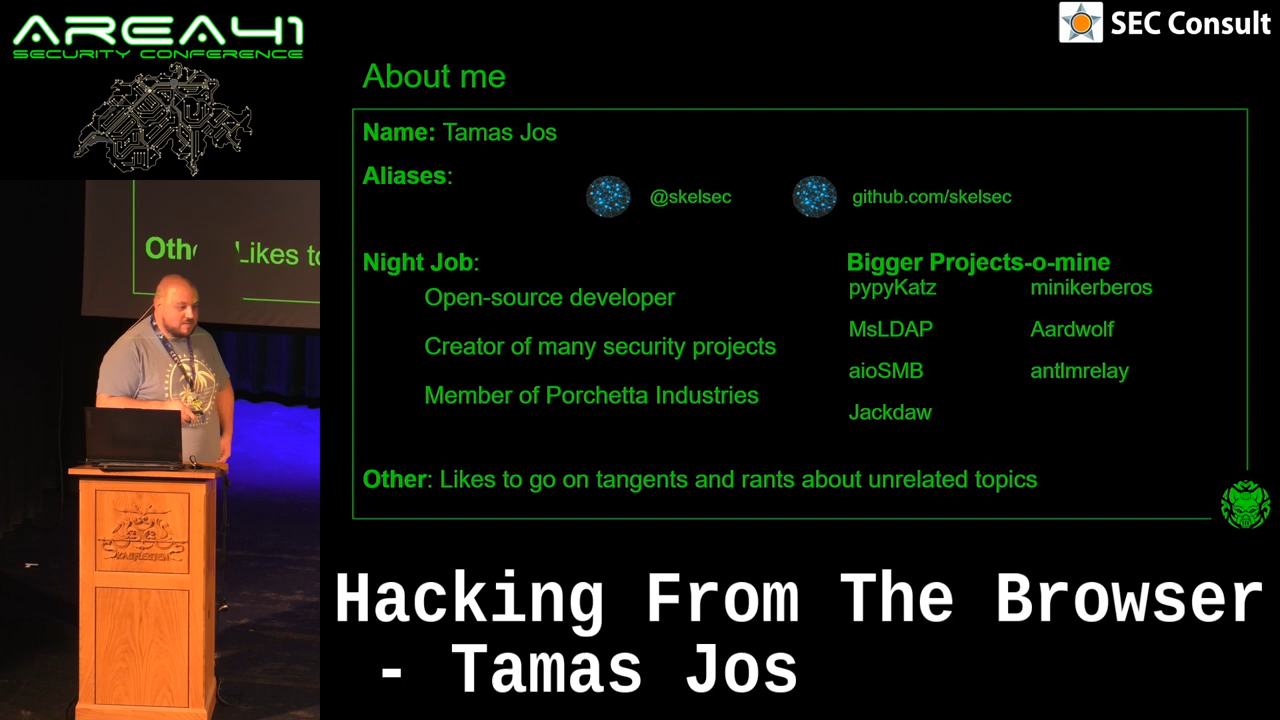 AREA41
SECURITY CONFERENCE
SEC Consult
About me
Name: Tamas Jos
Aliases:
@skelsec
github.com/skelsec
Night Job:
Open-source developer
Creator of many security projects
Member of Porchetta Industries
Bigger Projects-o-mine
pypyKatz
minikerberos
MsLDAP
Aardwolf
aioSMB
antlmrelay
Jackdaw
Other: Likes to go on tangents and rants about unrelated topics
Othe Likes to
Hacking From The Browser
- Tamas Jos